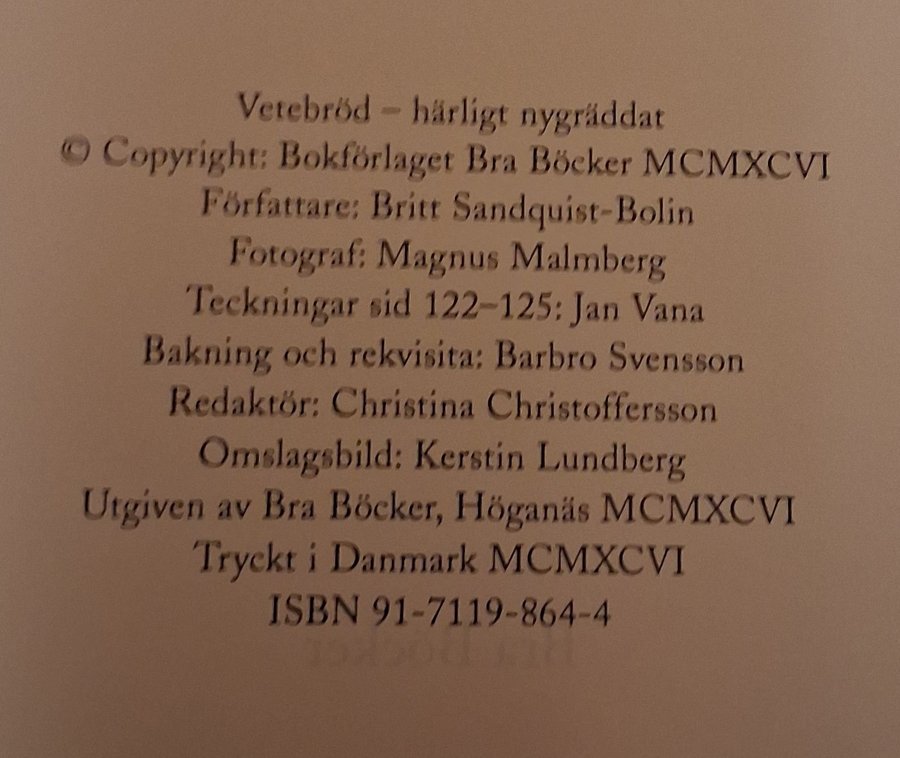 Vetebröd – härligt nygräddat
© Copyright: Bokförlaget Bra Böcker MCMXCVI
Författare: Britt Sandquist-Bolin
Fotograf: Magnus Malmberg
Teckningar sid 122–125: Jan Vana
Bakning och rekvisita: Barbro Svensson
Redaktör: Christina Christoffersson
Omslagsbild: Kerstin Lundberg
Utgiven av Bra Böcker, Höganäs MCMXCVI
Tryckt i Danmark MCMXCVI
ISBN 91-7119-864-4
Bra Böcker